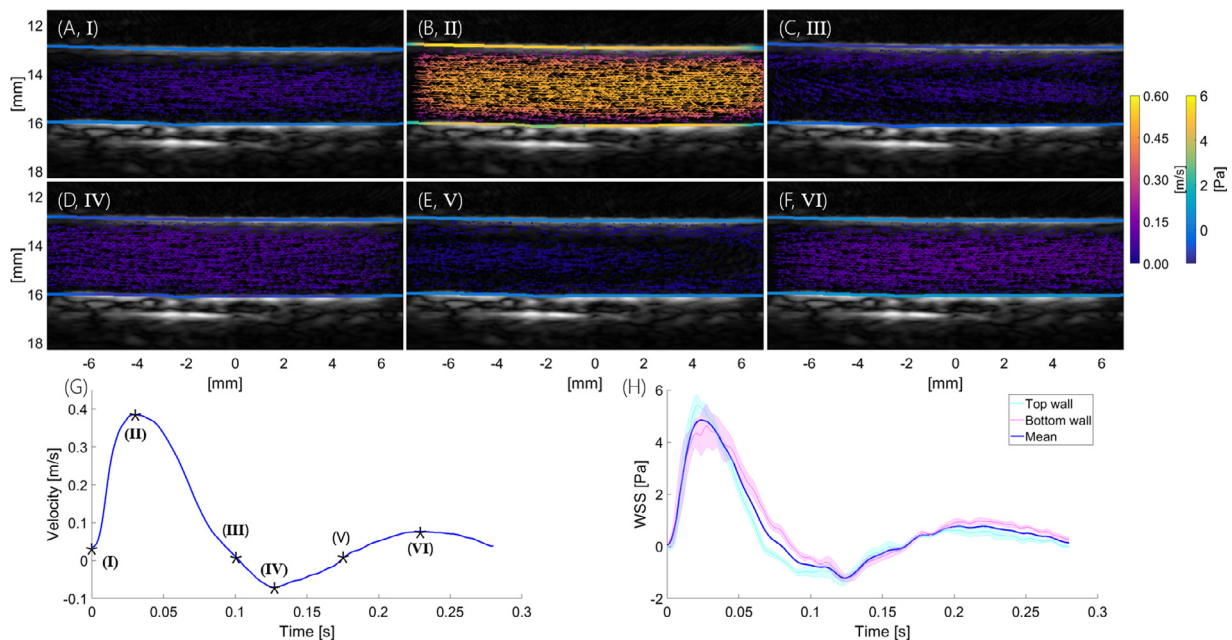 (A, I)
(B, II)
(C, III)
12
14
16
18
[mm]
(D, IV)
(E, V)
(F, VI)
12
14
16
18
[mm]
-6 -4 -2 0 2 4 6
[mm]
-6 -4 -2 0 2 4 6
[mm]
-6 -4 -2 0 2 4 6
[mm]
0.60
0.45
0.30
0.15
0.00
[m/s]
6
4
2
0
-2
[Pa]
(G)
Velocity [m/s]
0.4
0.3
0.2
0.1
0
-0.1
(I)
(II)
(III)
(IV)
(V)
(VI)
0 0.05 0.1 0.15 0.2 0.25 0.3
Time [s]
(H)
WSS [Pa]
6
4
2
0
-2
Top wall
Bottom wall
Mean
0 0.05 0.1 0.15 0.2 0.25 0.3
Time [s]